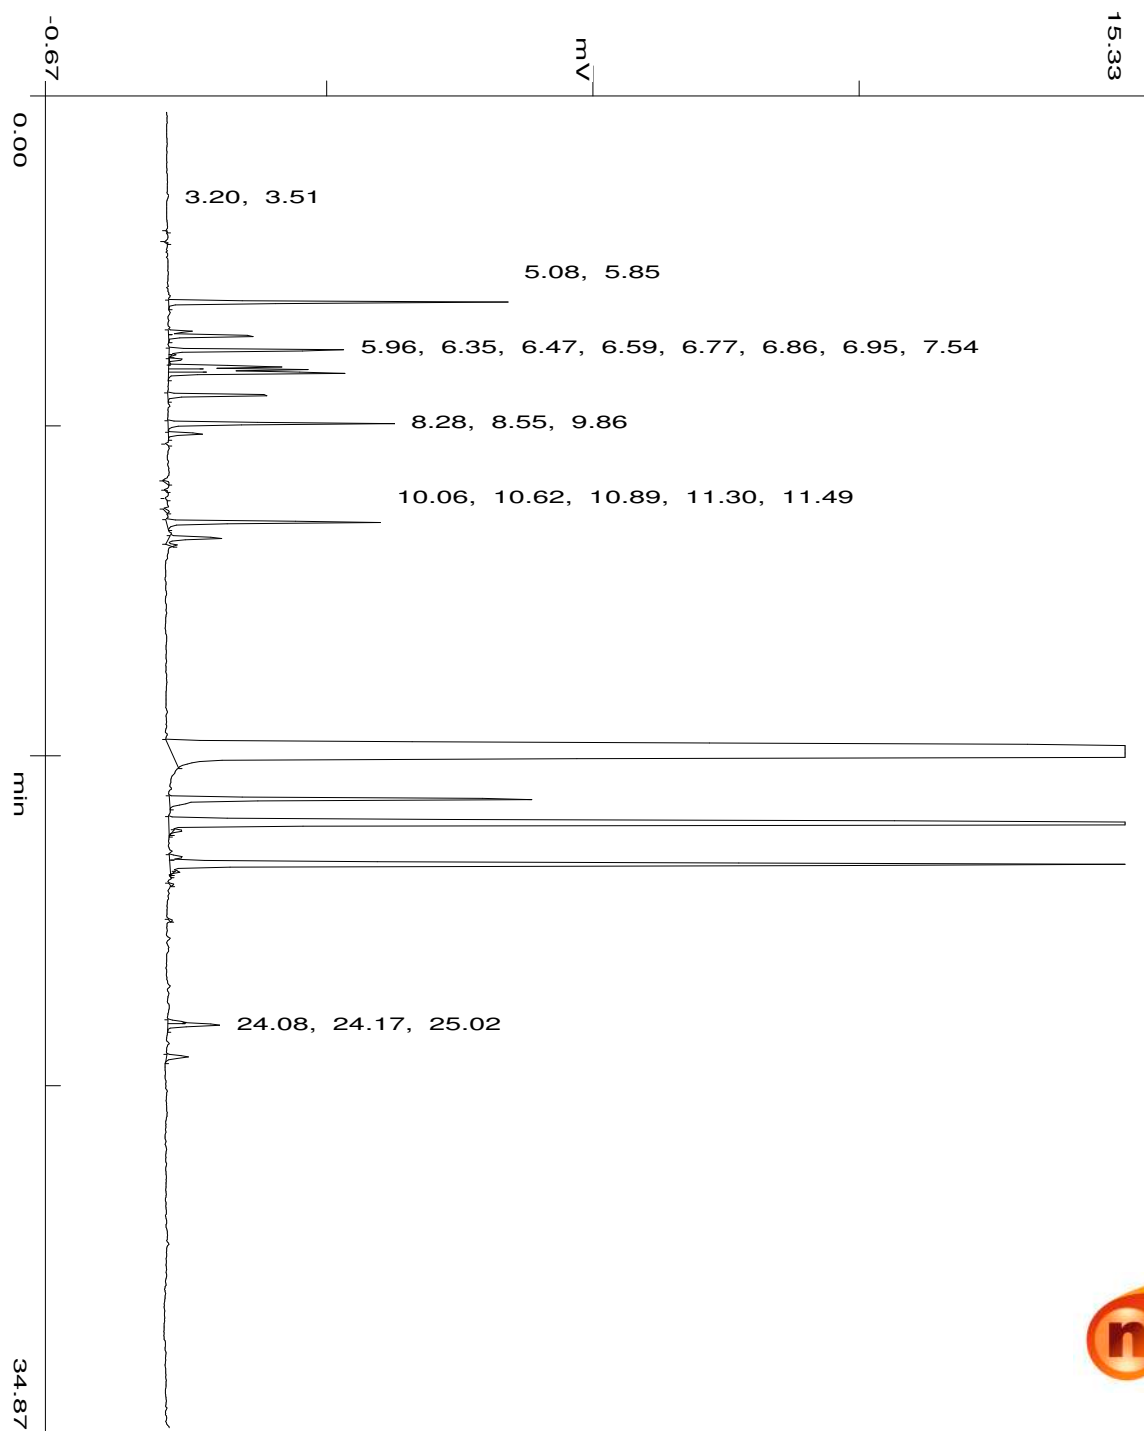 15.33
mV
-0.67
0.00
3.20, 3.51
5.08, 5.85
5.96, 6.35, 6.47, 6.59, 6.77, 6.86, 6.95, 7.54
8.28, 8.55, 9.86
10.06, 10.62, 10.89, 11.30, 11.49
min
24.08, 24.17, 25.02
34.87
n